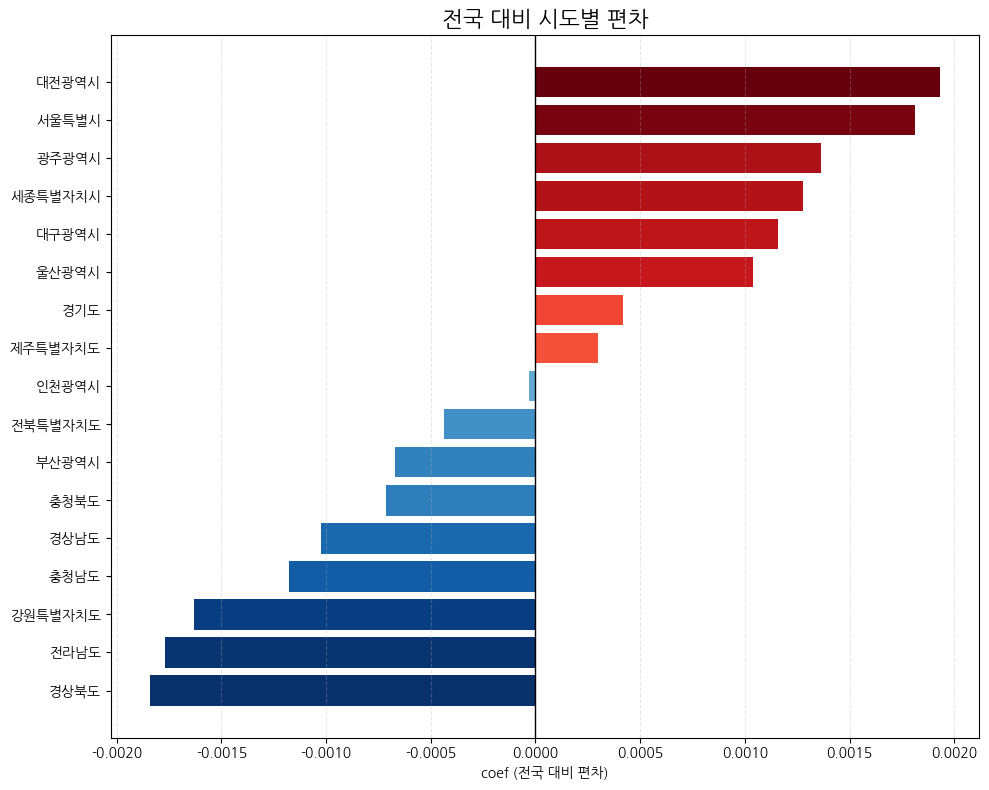 전국 대비 시도별 편차
대전광역시
서울특별시
광주광역시
세종특별자치시
대구광역시
울산광역시
경기도
제주특별자치도
인천광역시
전북특별자치도
부산광역시
충청북도
경상남도
충청남도
강원특별자치도
전라남도
경상북도
-0.0020 -0.0015 -0.0010 -0.0005 0.0000 0.0005 0.0010 0.0015 0.0020
coef (전국 대비 편차)